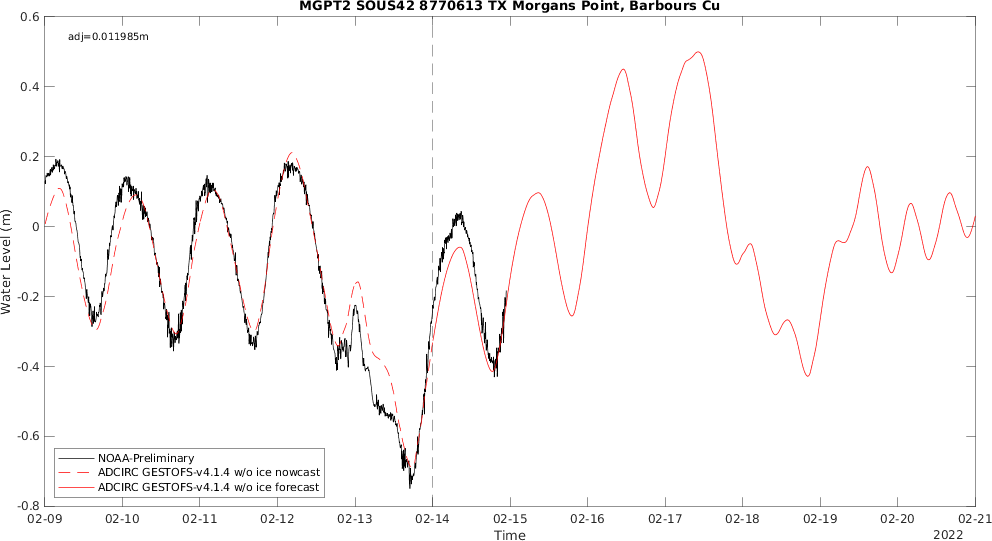 MGPT2 SOUS42 8770613 TX Morgans Point, Barbours Cu
adj=0.011985m
Water Level (m)
0.6
0.4
0.2
0
-0.2
-0.4
-0.6
-0.8
NOAA-Preliminary
ADCIRC GESTOFS-v4.1.4 w/o ice nowcast
ADCIRC GESTOFS-v4.1.4 w/o ice forecast
02-09 02-10 02-11 02-12 02-13 02-14 02-15 02-16 02-17 02-18 02-19 02-20 02-21
Time
2022